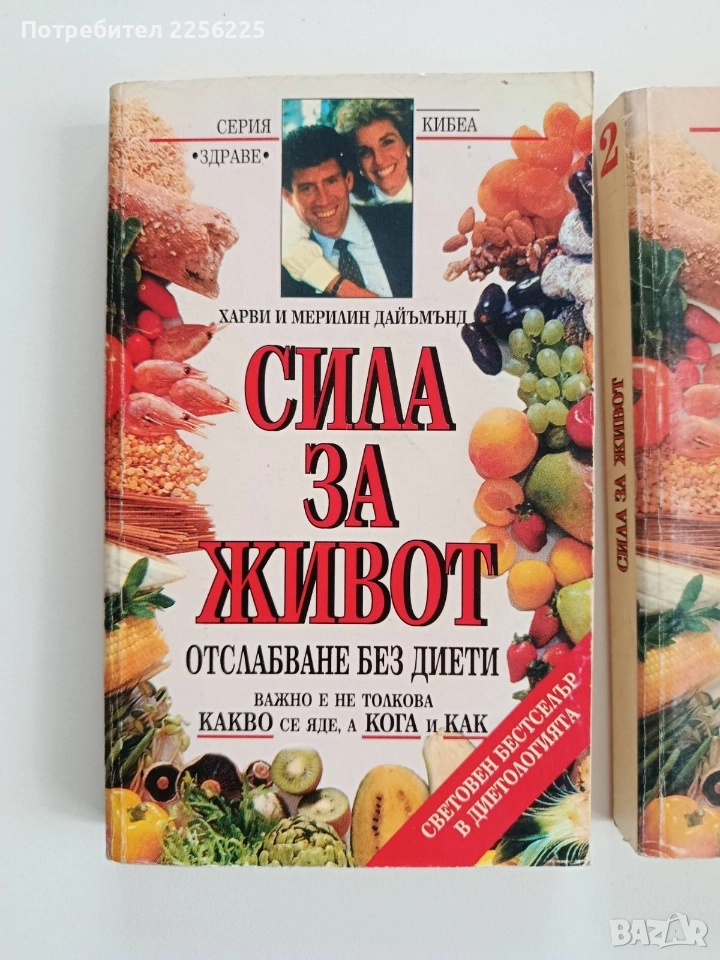 Потребител 2256225
СЕРИЯ
•ЗДРАВЕ•
КИБЕА
ХАРВИ И МЕРИЛИН ДАЙЪМЪНД
СИЛА
ЗА
ЖИВОТ
ОТСЛАБВАНЕ БЕЗ ДИЕТИ
ВАЖНО Е НЕ ТОЛКОВА
КАКВО СЕ ЯДЕ, А КОГА И КАК
СВЕТОВЕН БЕСТСЕЛЪР
В ДИЕТОЛОГИЯТА
2
СИЛА ЗА ЖИВОТ
BAZAR